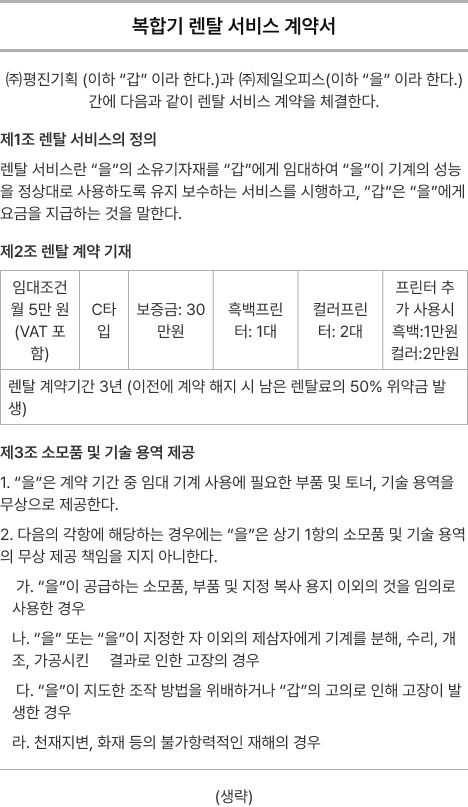 복합기 렌탈 서비스 계약서
㈜평진기획 (이하 “갑” 이라 한다.)과 ㈜제일오피스(이하 “을” 이라 한다.)
간에 다음과 같이 렌탈 서비스 계약을 체결한다.
제1조 렌탈 서비스의 정의
렌탈 서비스란 “을”의 소유기자재를 “갑”에게 임대하여 “을”이 기계의 성능
을 정상대로 사용하도록 유지 보수하는 서비스를 시행하고, “갑”은 “을”에게
요금을 지급하는 것을 말한다.
제2조 렌탈 계약 기재
임대조건
월 5만 원
(VAT 포
함)
C타
입
보증금: 30
만원
흑백프린
터: 1대
컬러프린
터: 2대
프린터 추
가 사용시
흑백:1만원
컬러:2만원
렌탈 계약기간 3년 (이전에 계약 해지 시 남은 렌탈료의 50% 위약금 발
생)
제3조 소모품 및 기술 용역 제공
1. “을”은 계약 기간 중 임대 기계 사용에 필요한 부품 및 토너, 기술 용역을
무상으로 제공한다.
2. 다음의 각항에 해당하는 경우에는 “을”은 상기 1항의 소모품 및 기술 용역
의 무상 제공 책임을 지지 아니한다.
가. “을”이 공급하는 소모품, 부품 및 지정 복사 용지 이외의 것을 임의로
사용한 경우
나. “을” 또는 “을”이 지정한 자 이외의 제삼자에게 기계를 분해, 수리, 개
조, 가공시킨 결과로 인한 고장의 경우
다. “을”이 지도한 조작 방법을 위배하거나 “갑”의 고의로 인해 고장이 발
생한 경우
라. 천재지변, 화재 등의 불가항력적인 재해의 경우
(생략)